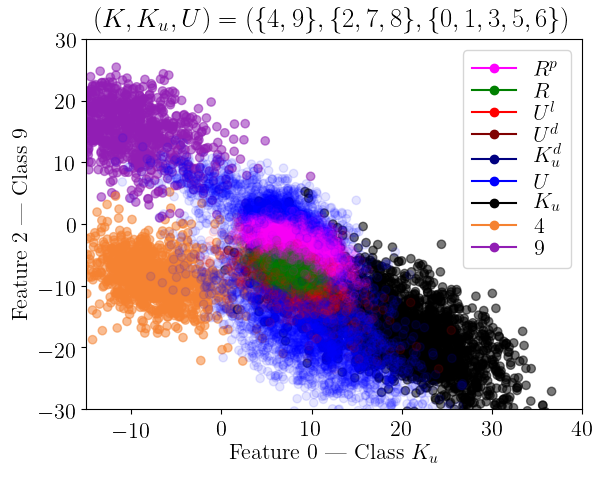 (K, K_u, U) = ({4, 9}, {2, 7, 8}, {0, 1, 3, 5, 6})
30
20
10
0
−10
−20
−30
Feature 2 — Class 9
R^p
R
U^l
U^d
K_u^d
U
K_u
4
9
−10
0
10
20
30
40
Feature 0 — Class K_u